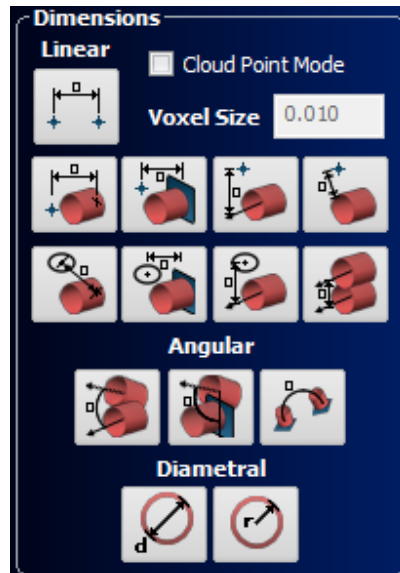 Dimensions
Linear
Cloud Point Mode
Voxel Size 0.010
Angular
Diametral
d
r